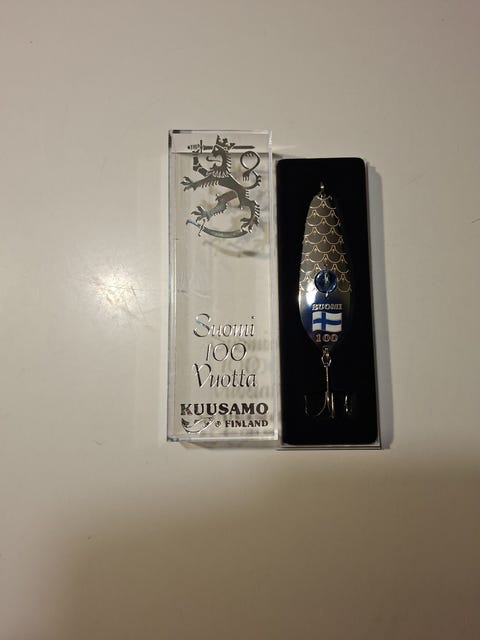 Suomi
100
Vuotta
KUUSAMO
® FINLAND
SUOMI
100